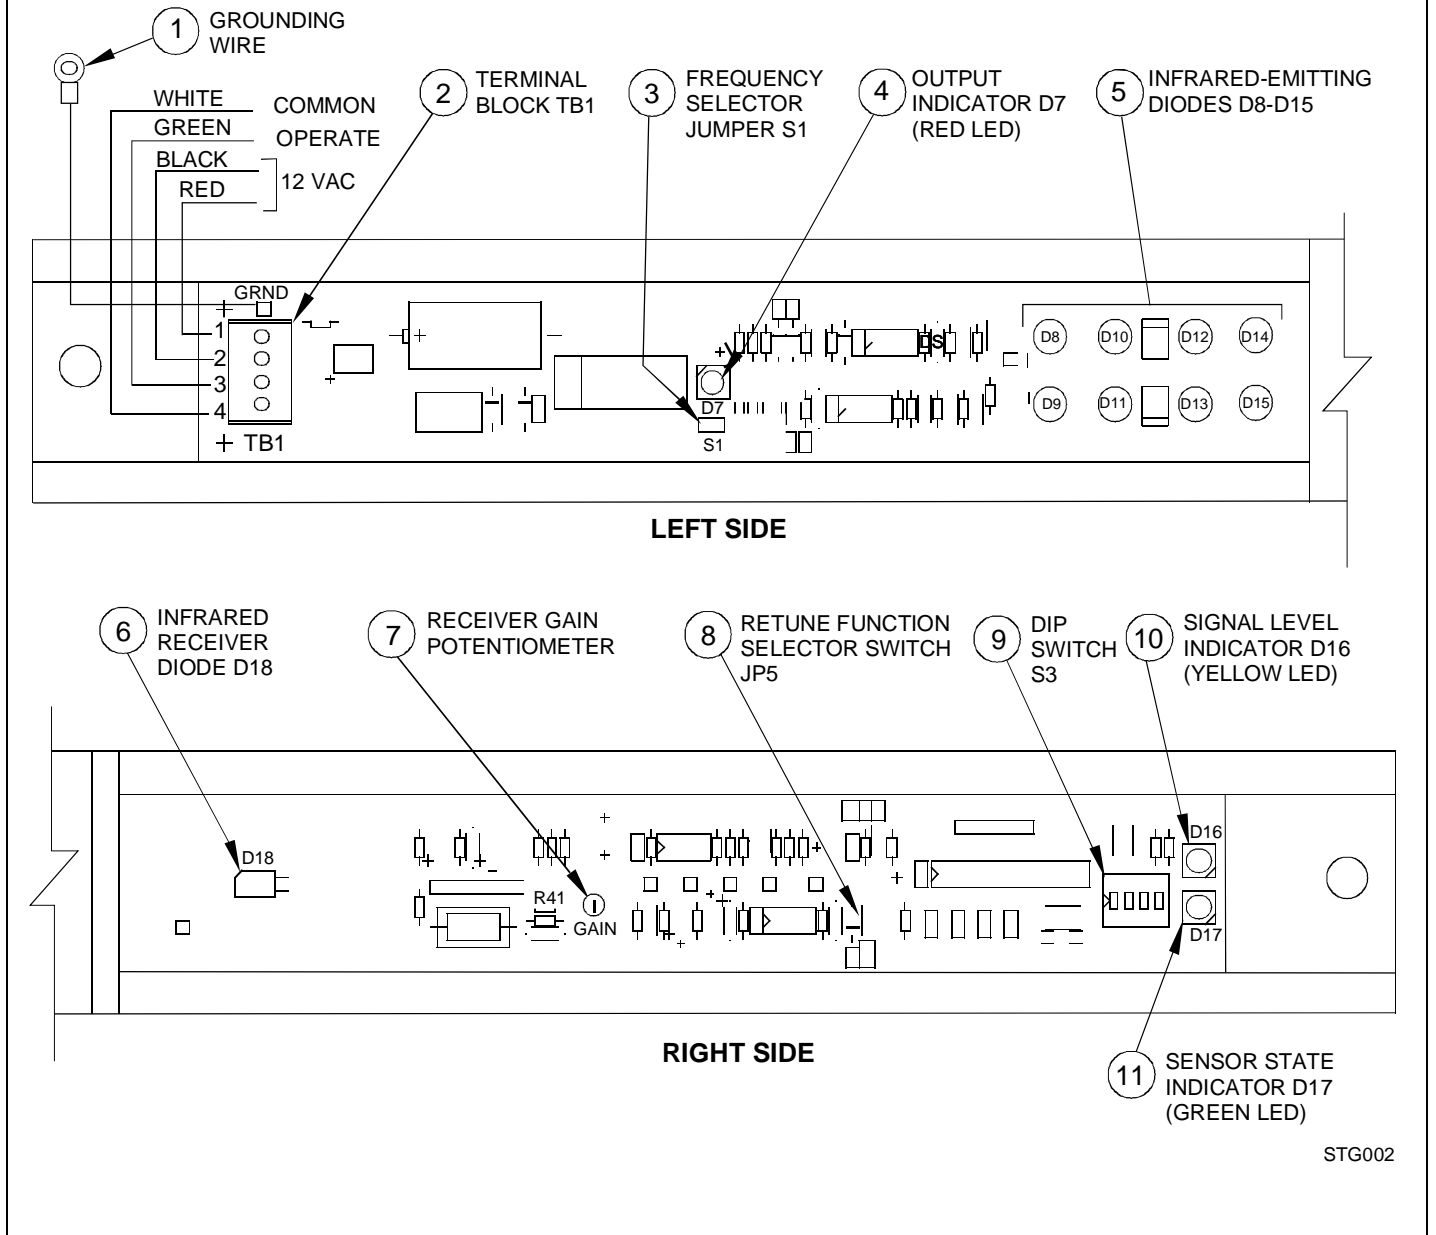 1 GROUNDING
WIRE
WHITE COMMON
GREEN OPERATE
BLACK
RED
12 VAC
2 TERMINAL
BLOCK TB1
3 FREQUENCY
SELECTOR
JUMPER S1
4 OUTPUT
INDICATOR D7
(RED LED)
5 INFRARED-EMITTING
DIODES D8-D15
GRND
1
2
3
4
TB1
D7
S1
DS
D8 D10 D12 D14
D9 D11 D13 D15
LEFT SIDE
6 INFRARED
RECEIVER
DIODE D18
7 RECEIVER GAIN
POTENTIOMETER
8 RETUNE FUNCTION
SELECTOR SWITCH
JP5
9 DIP
SWITCH
S3
10 SIGNAL LEVEL
INDICATOR D16
(YELLOW LED)
D18
R41
GAIN
D16
D17
RIGHT SIDE
11 SENSOR STATE
INDICATOR D17
(GREEN LED)
STG002